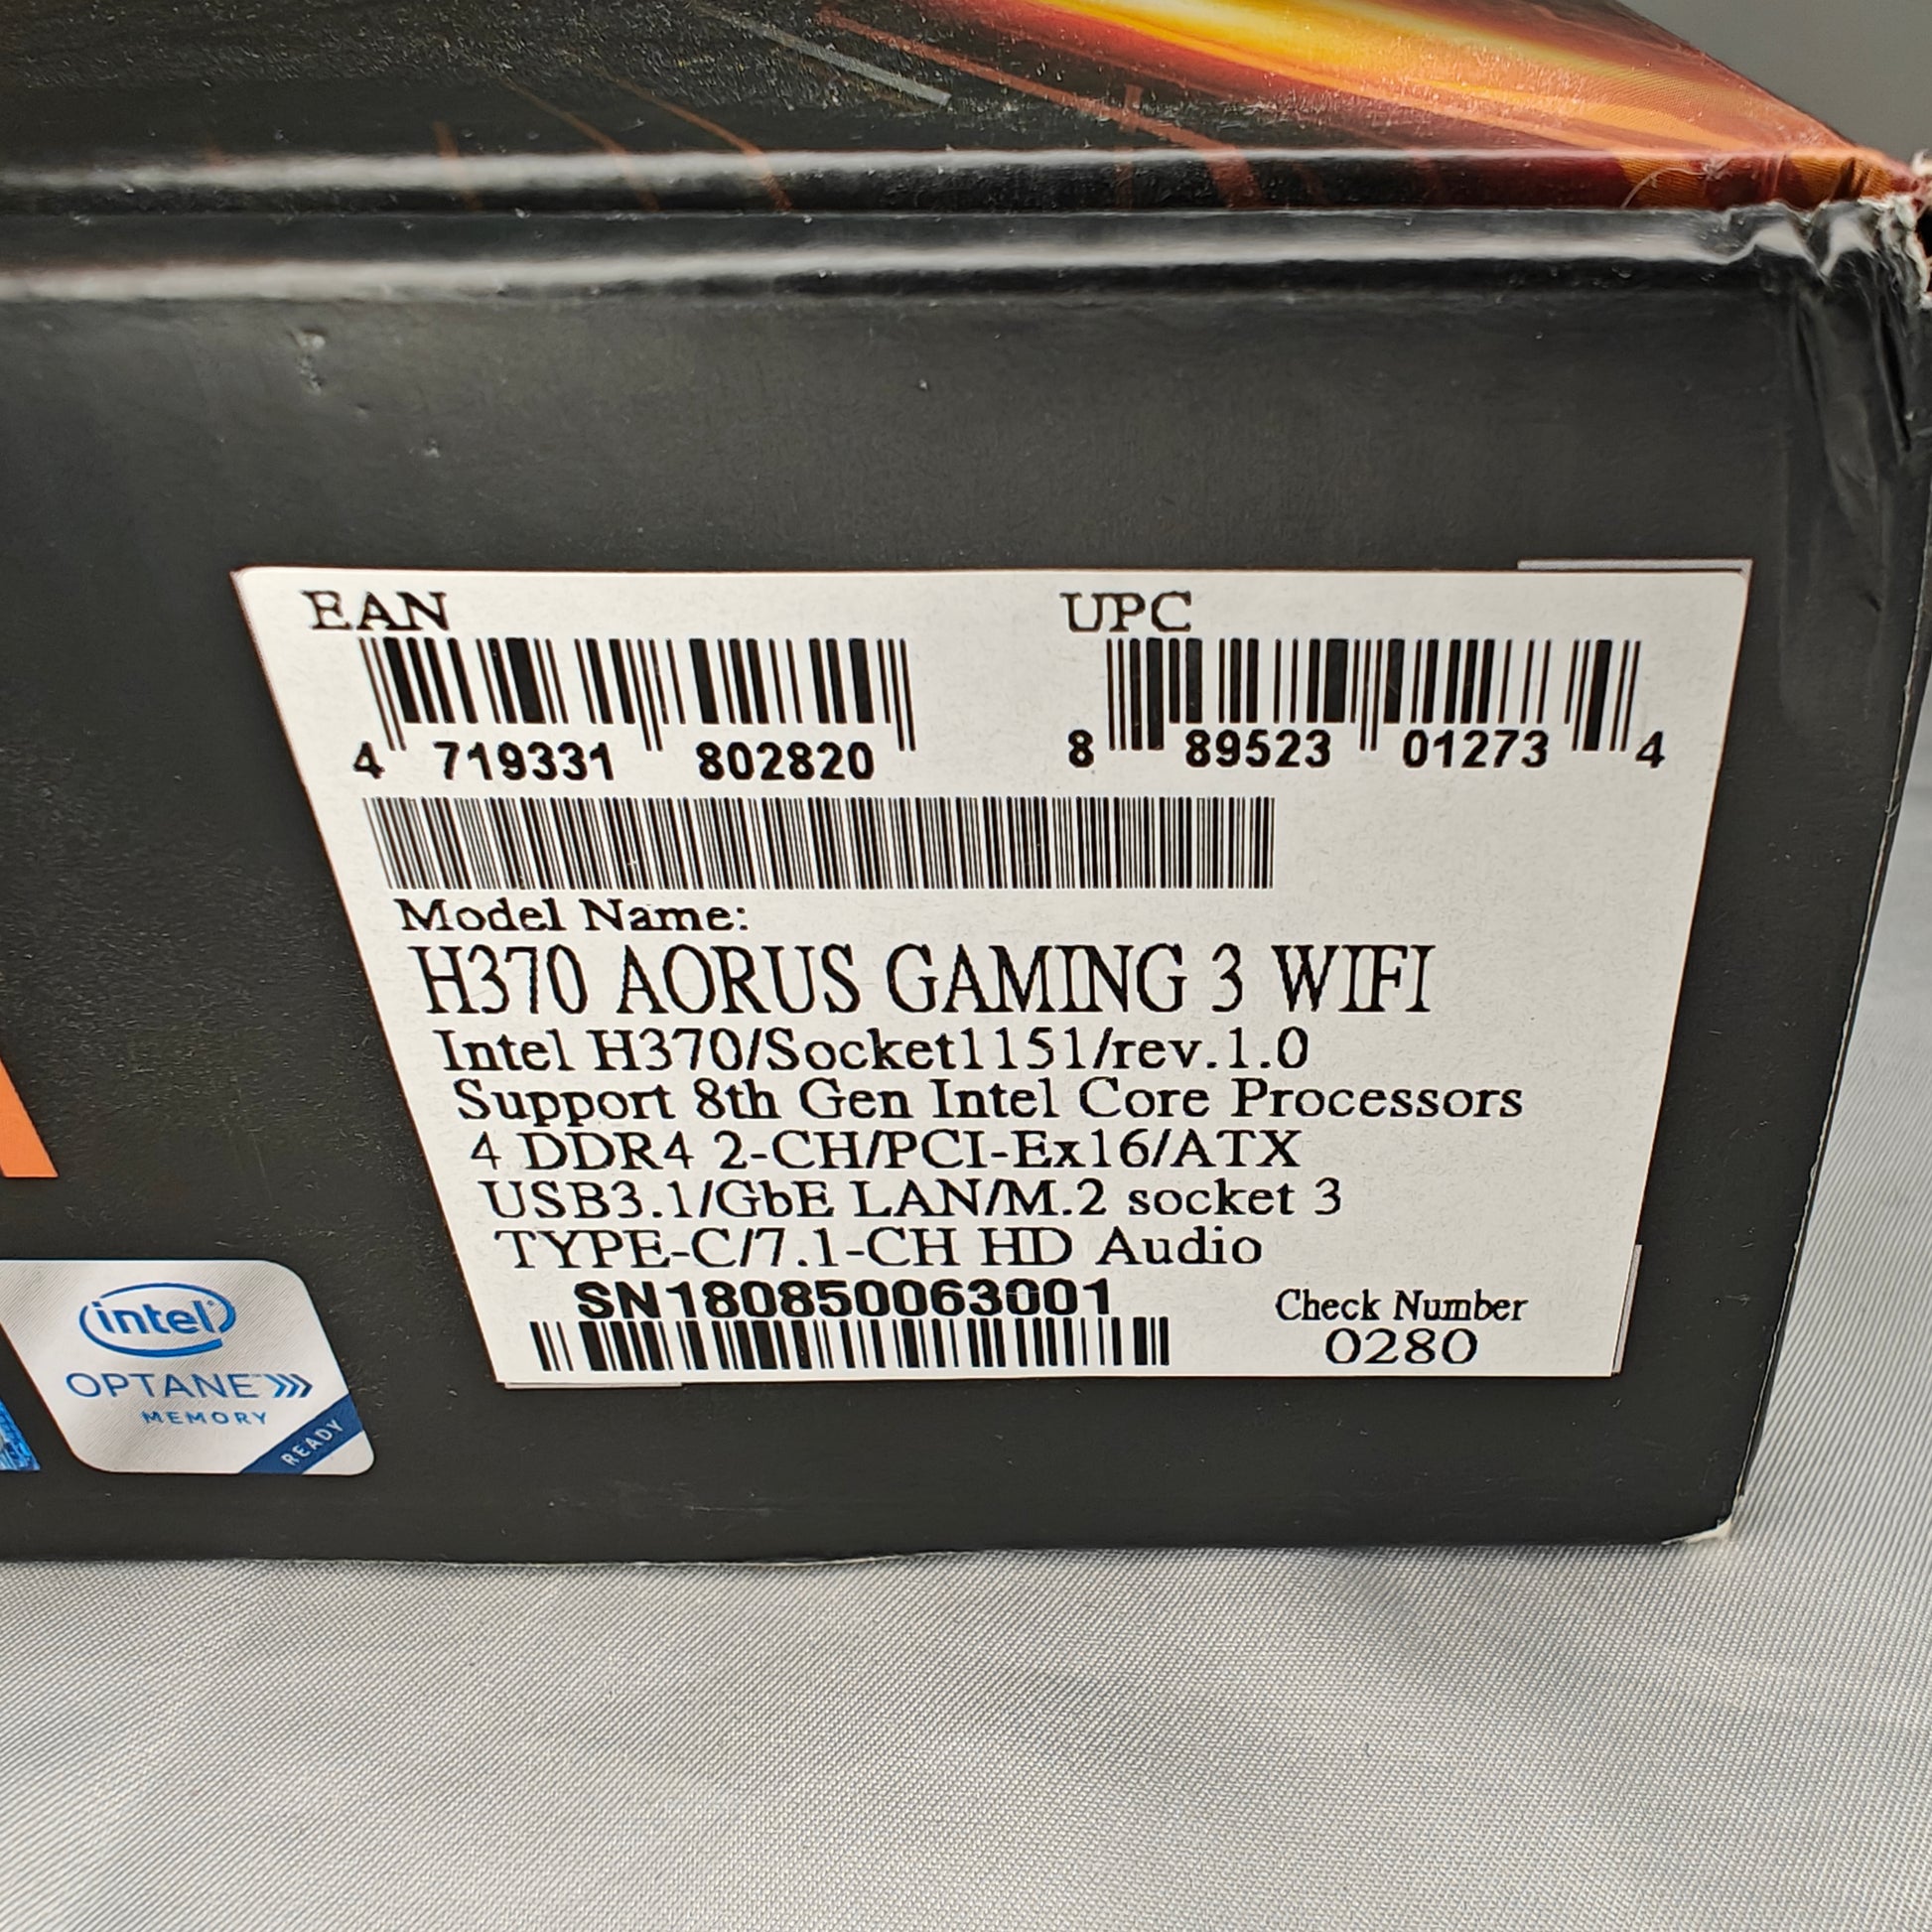 EAN
UPC
4 719331 802820
8 89523 01273 4
Model Name:
H370 AORUS GAMING 3 WIFI
Intel H370/Socket1151/rev.1.0
Support 8th Gen Intel Core Processors
4 DDR4 2-CH/PCI-Ex16/ATX
USB3.1/GbE LAN/M.2 socket 3
TYPE-C/7.1-CH HD Audio
SN180850063001
Check Number
0280
intel
OPTANE™
MEMORY
READY